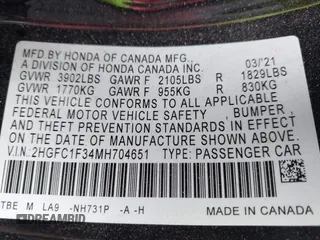 MFD BY HONDA OF CANADA MFG., 03/'21
A DIVISION OF HONDA CANADA INC.
GVWR 3902LBS GAWR F 2105LBS R 1829LBS
GVWR 1770KG GAWR F 955KG R 830KG
THIS VEHICLE CONFORMS TO ALL APPLICABLE
FEDERAL MOTOR VEHICLE SAFETY, BUMPER,
AND THEFT PREVENTION STANDARDS IN EFFECT
ON THE DATE OF MANUFACTURE SHOWN ABOVE.
V.I.N: 2HGFC1F34MH704651 TYPE: PASSENGER CAR
TBE M LA9 -NH731P -A -H
MADE IN CANADA
DREAMBID